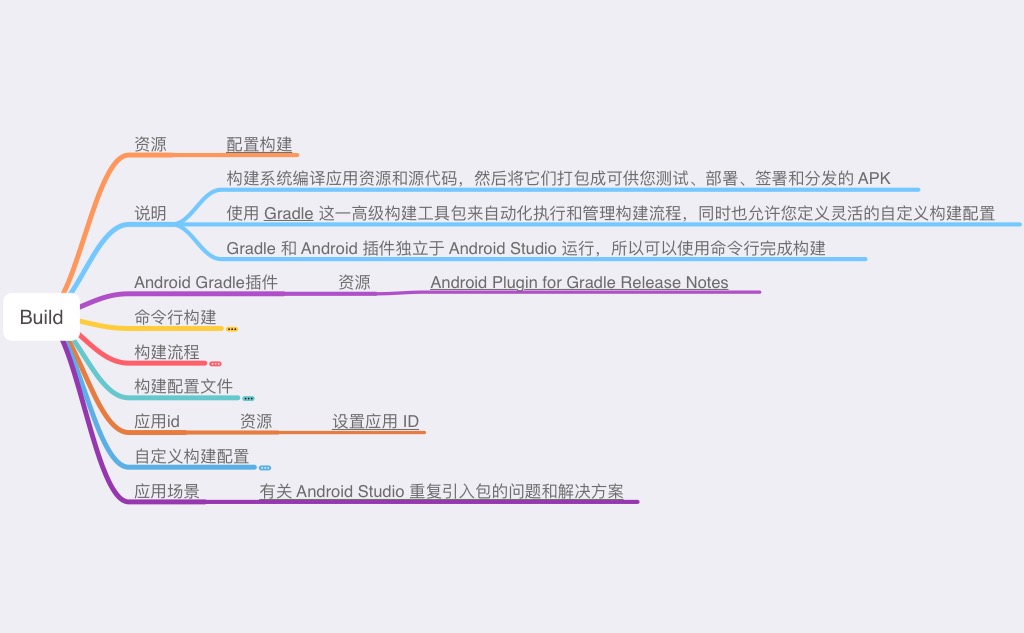 资源 配置构建
构建系统编译应用资源和源代码，然后将它们打包成可供您测试、部署、签署和分发的 APK
说明 使用 Gradle 这一高级构建工具包来自动化执行和管理构建流程，同时也允许您定义灵活的自定义构建配置
Gradle 和 Android 插件独立于 Android Studio 运行，所以可以使用命令行完成构建
Android Gradle插件 资源 Android Plugin for Gradle Release Notes
Build
命令行构建
构建流程
构建配置文件
应用id 资源 设置应用 ID
自定义构建配置
应用场景 有关 Android Studio 重复引入包的问题和解决方案